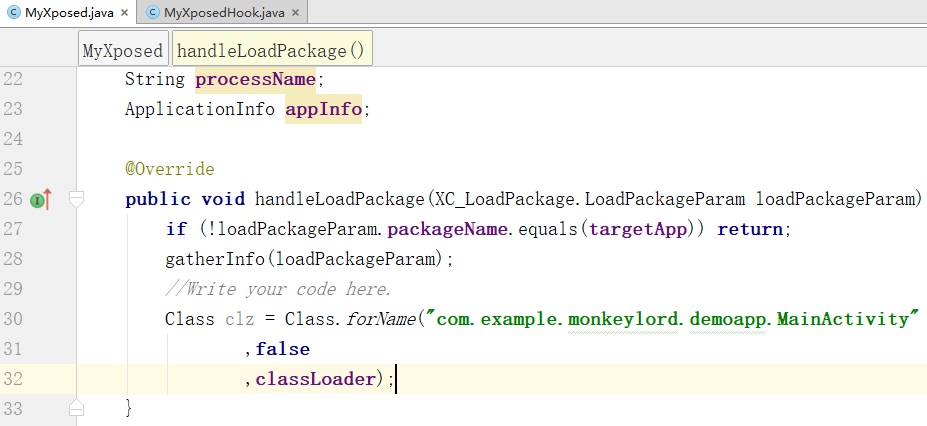 MyXposed.java × MyXposedHook.java ×
MyXposed handleLoadPackage()
22 String processName;
23 ApplicationInfo appInfo;
24
25 @Override
26 public void handleLoadPackage(XC_LoadPackage.LoadPackageParam loadPackageParam)
27 if (!loadPackageParam.packageName.equals(targetApp)) return;
28 gatherInfo(loadPackageParam);
29 //Write your code here.
30 Class clz = Class.forName("com.example.monkeylord.demoapp.MainActivity"
31 ,false
32 ,classLoader);
33 }